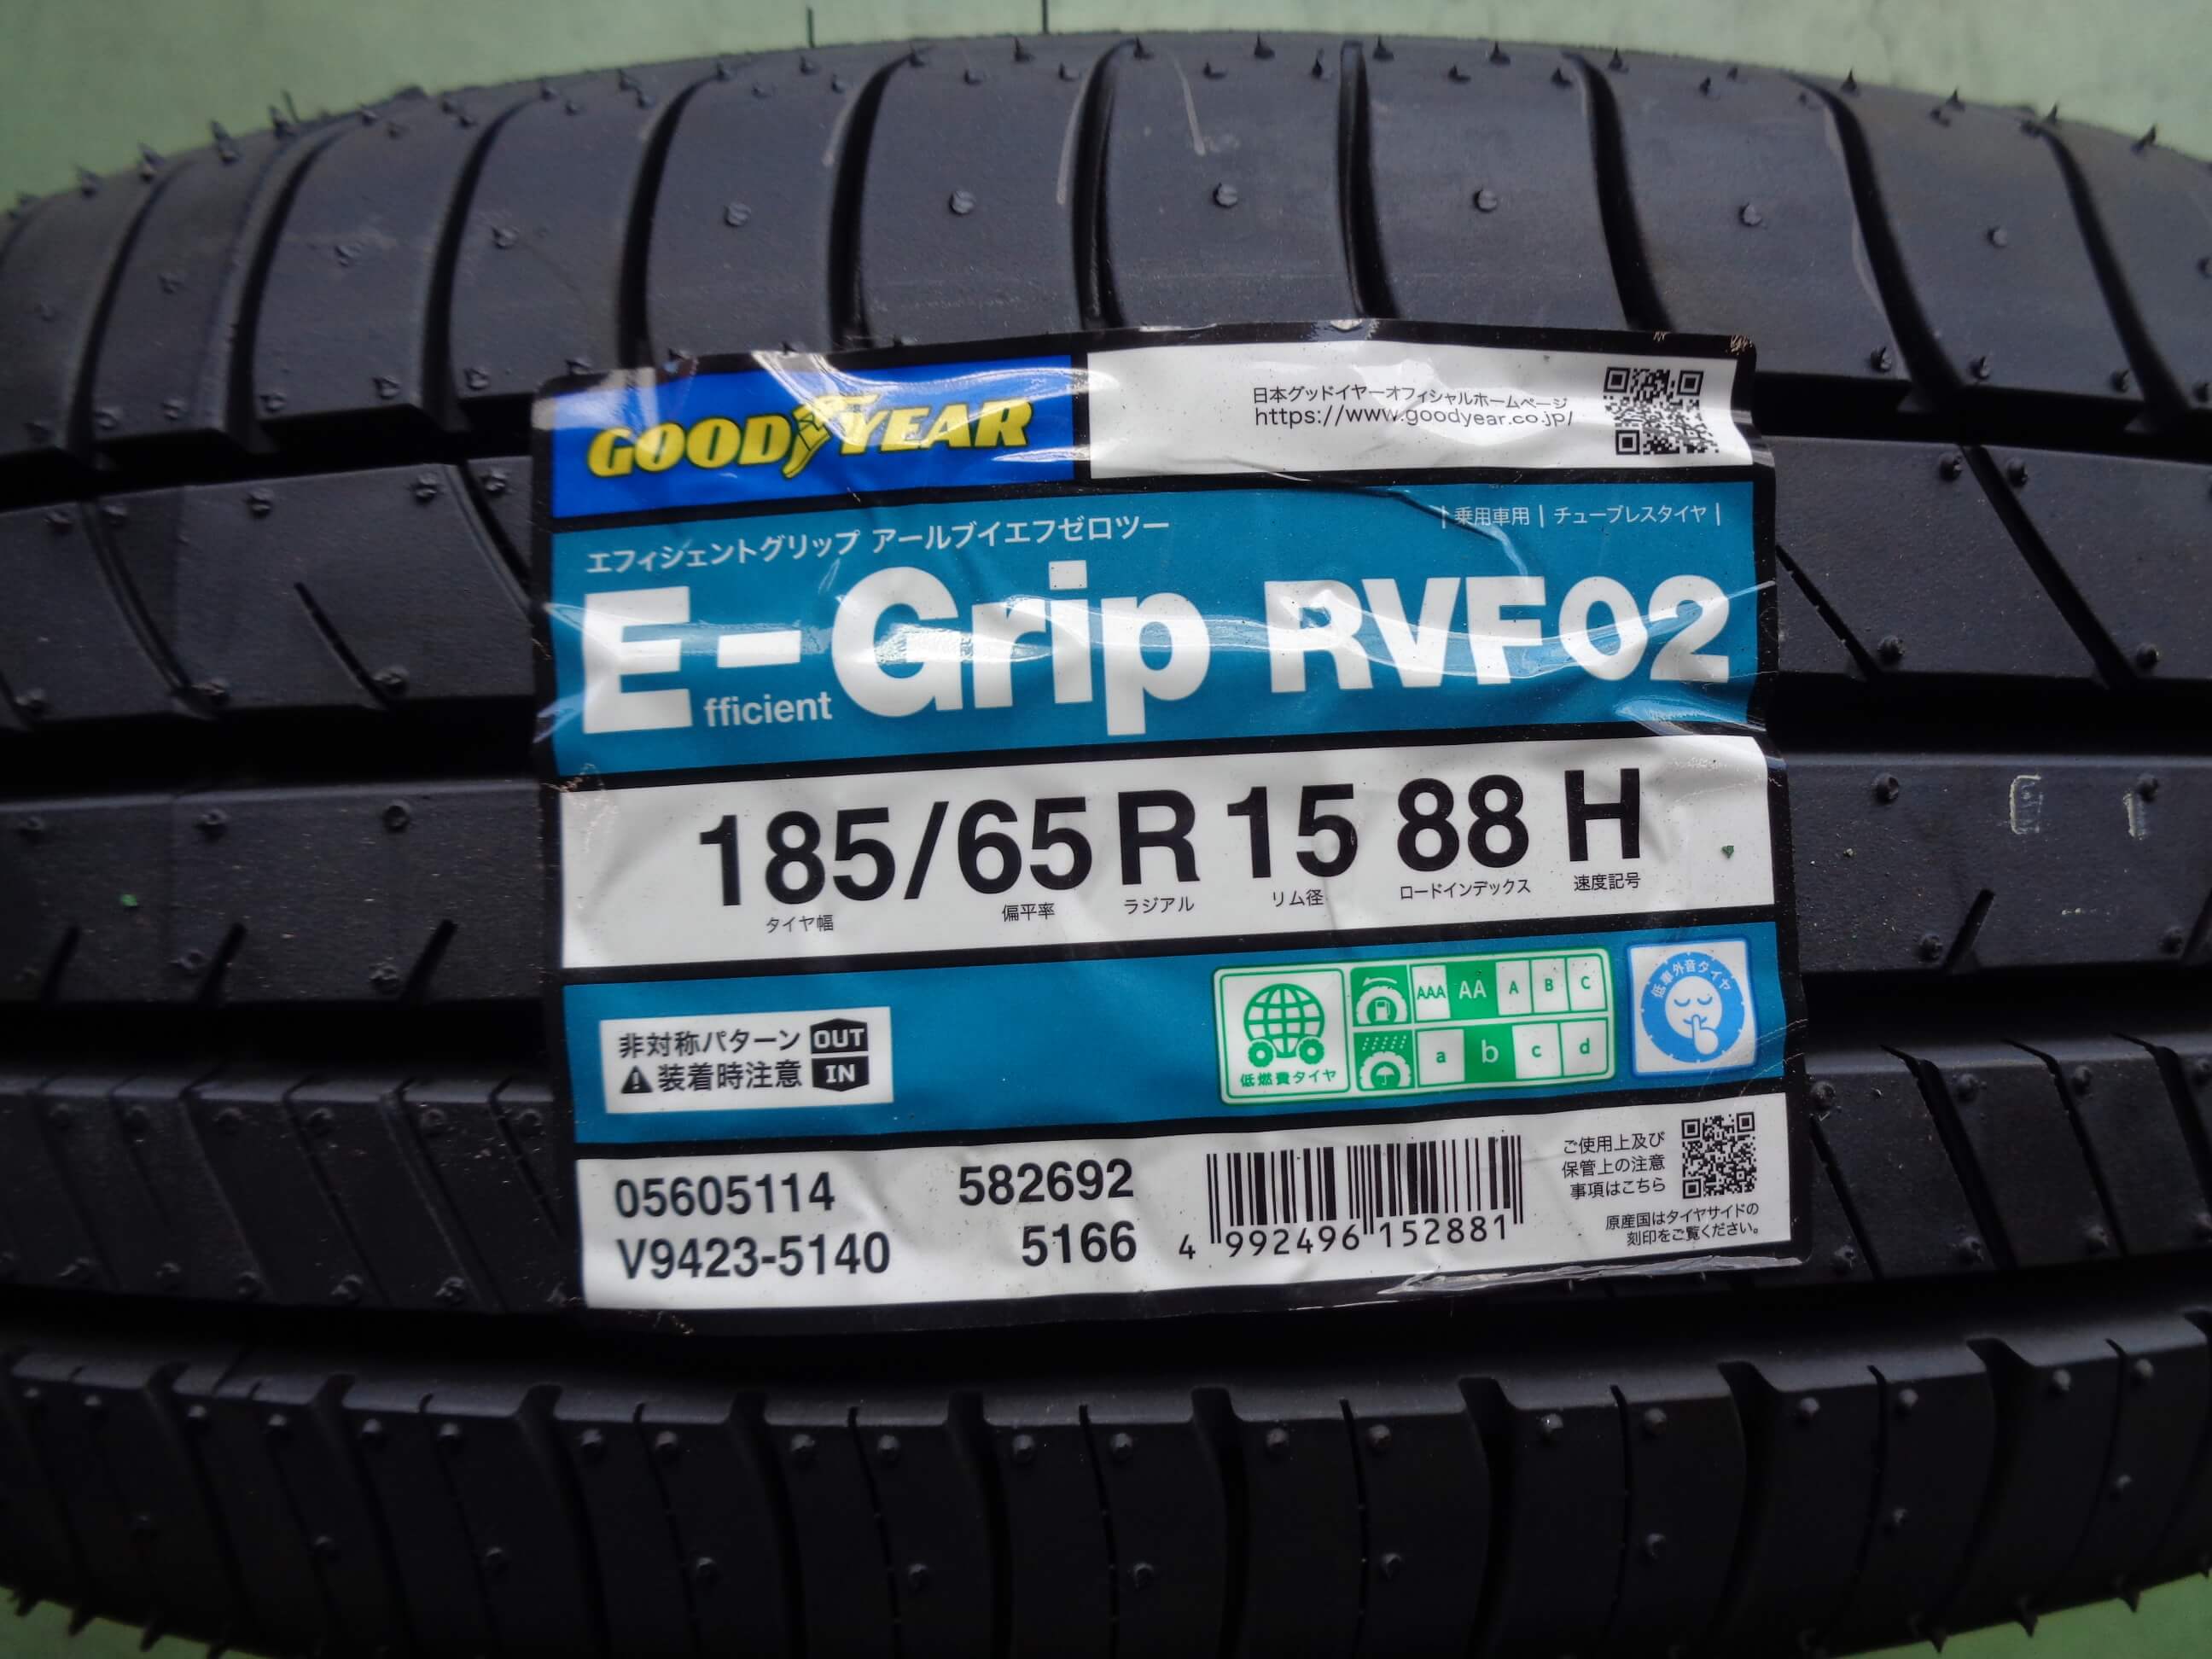 GOODYEAR
日本グッドイヤーオフィシャルホームページ
https://www.goodyear.co.jp/
エフィシェントグリップ アールブイエフゼロツー
| 乗用車用 | チューブレスタイヤ |
E-Grip RVF02
fficient
185/65 R 15 88 H
タイヤ幅 偏平率 ラジアル リム径 ロードインデックス 速度記号
非対称パターン
装着時注意
OUT
IN
低燃費タイヤ
AAA AA A B C
a b c d
低車外音タイヤ
05605114 582692
V9423-5140 5166
4 992496 152881
ご使用上及び
保管上の注意
事項はこちら
原産国はタイヤサイドの
刻印をご覧ください。